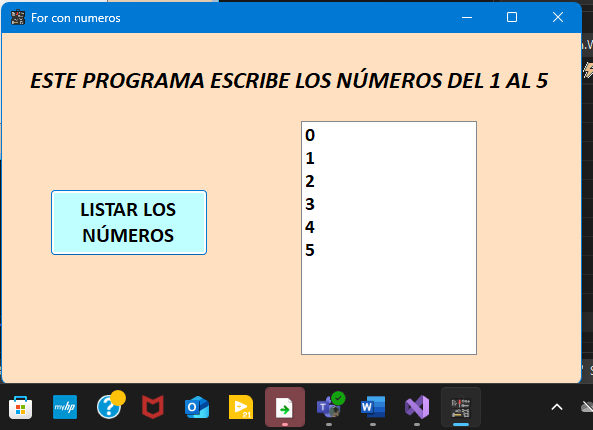 For con numeros
ESTE PROGRAMA ESCRIBE LOS NÚMEROS DEL 1 AL 5
0
1
2
3
4
5
LISTAR LOS
NÚMEROS